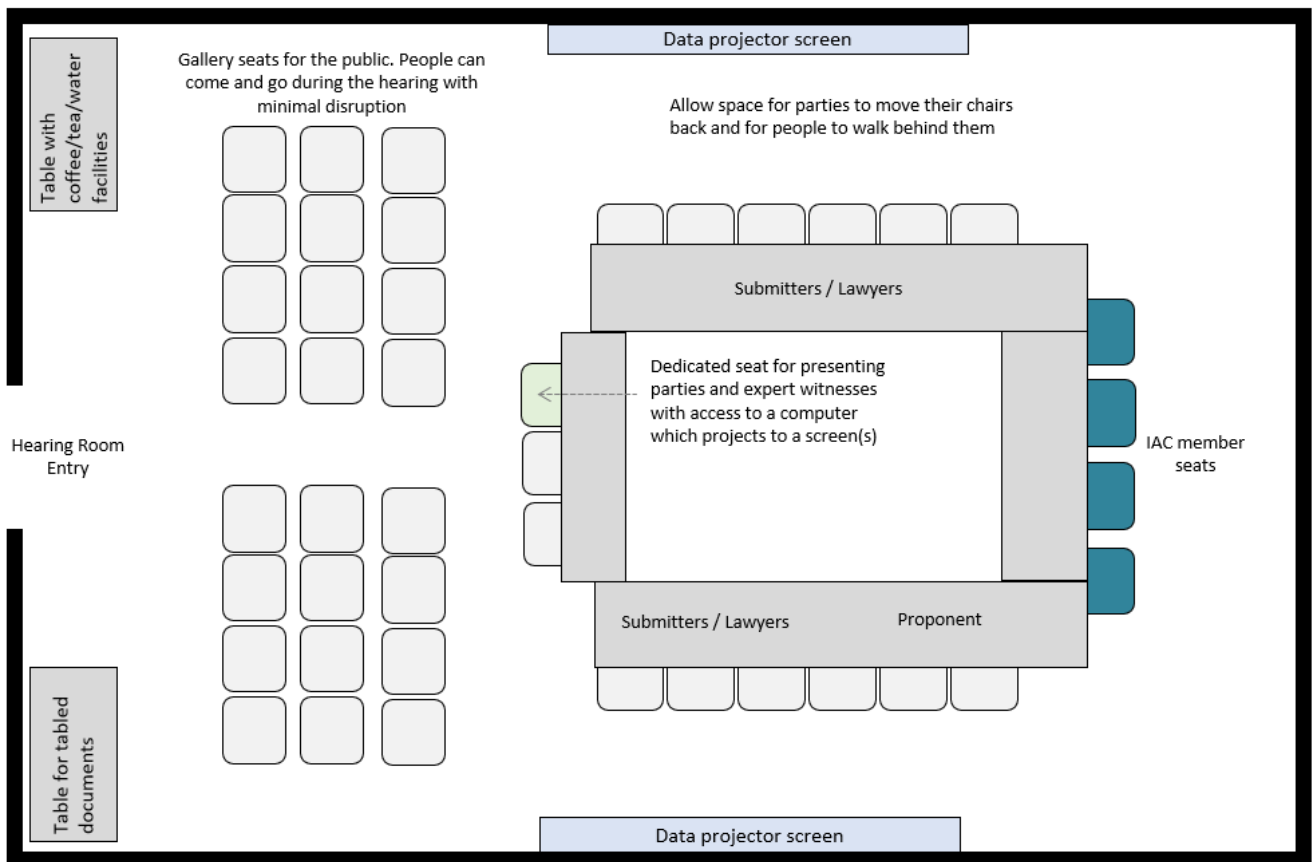 Data projector screen
Table with
coffee/tea/water
facilities
Gallery seats for the public. People can
come and go during the hearing with
minimal disruption
Allow space for parties to move their chairs
back and for people to walk behind them
Submitters / Lawyers
Dedicated seat for presenting
parties and expert witnesses
with access to a computer
which projects to a screen(s)
IAC member
seats
Hearing Room
Entry
Submitters / Lawyers
Proponent
Table for tabled
documents
Data projector screen